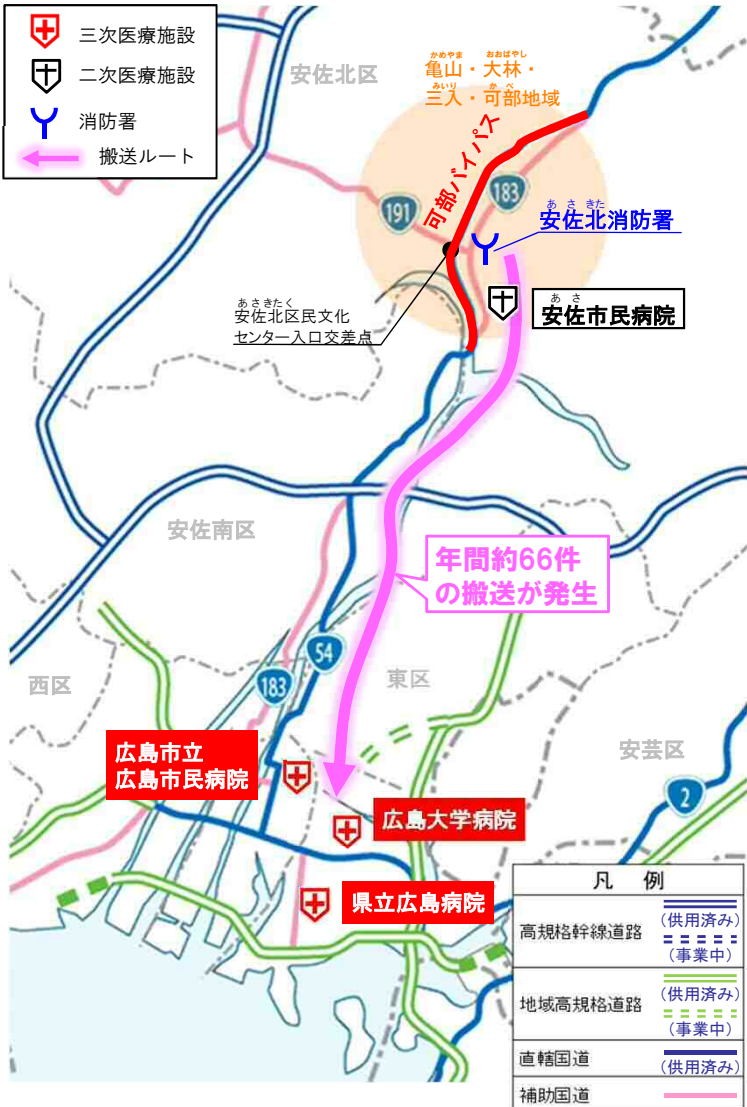 三次医療施設
二次医療施設
消防署
搬送ルート
安佐北区
かめやま おおばやし
亀山・大林・
みいり かべ
三入・可部地域
可部バイパス
183
191
あさきた
安佐北消防署
あさきたく
安佐北区民文化
センター入口交差点
あさ
安佐市民病院
安佐南区
年間約66件
の搬送が発生
54
183
西区
東区
安芸区
2
広島市立
広島市民病院
広島大学病院
県立広島病院
凡 例
高規格幹線道路
(供用済み)
(事業中)
地域高規格道路
(供用済み)
(事業中)
直轄国道
(供用済み)
補助国道